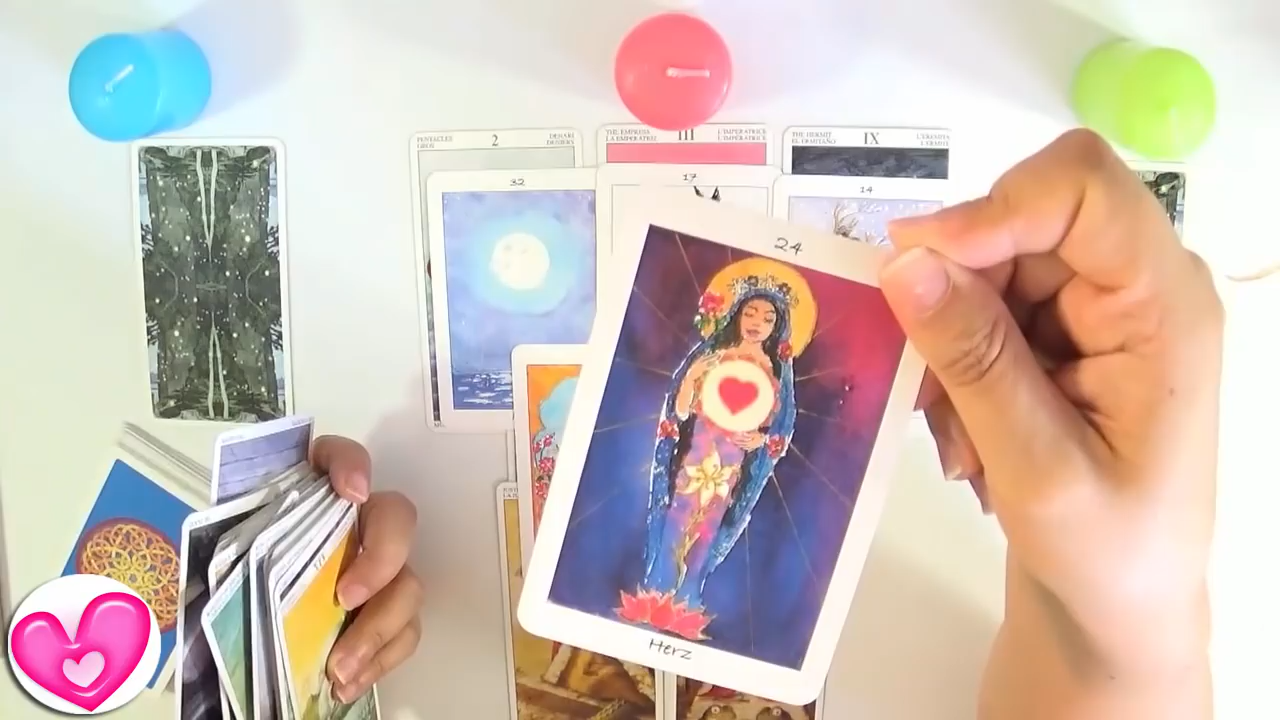 PENTACLES
2
DENARI
DENIERS
THE EMPRESS
LA EMPERATRIZ
III
L'IMPERATRICE
L'IMPÉRATRICE
THE HERMIT
EL ERMITAÑO
IX
L'EREMITA
L'ERMITE
32
17
14
24
Herz